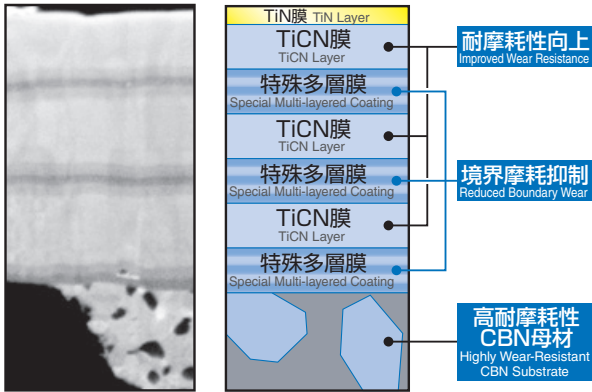 TiN膜 TiN Layer
TiCN膜
TiCN Layer
特殊多層膜
Special Multi-layered Coating
TiCN膜
TiCN Layer
特殊多層膜
Special Multi-layered Coating
TiCN膜
TiCN Layer
特殊多層膜
Special Multi-layered Coating
耐摩耗性向上
Improved Wear Resistance
境界摩耗抑制
Reduced Boundary Wear
高耐摩耗性
CBN母材
Highly Wear-Resistant
CBN Substrate